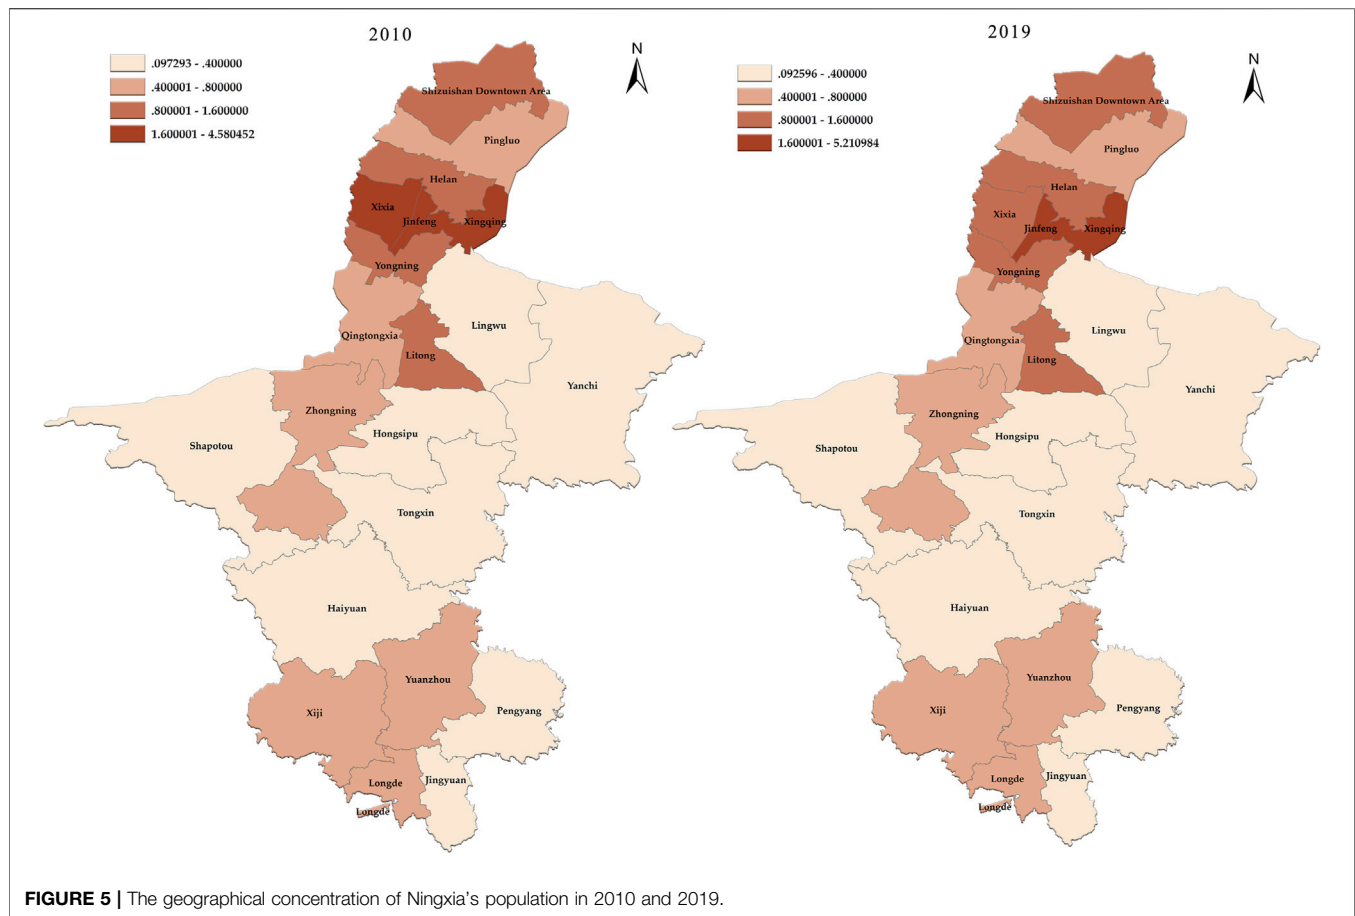 2010
N
.097293 - .400000
.400001 - .800000
.800001 - 1.600000
1.600001 - 4.580452
Shizuishan Downtown Area
Pingluo
Helan
Xixia
Jinfeng
Xingqing
Yongning
Lingwu
Qingtongxia
Litong
Yanchi
Zhongning
Hongsipu
Shapotou
Tongxin
Haiyuan
Yuanzhou
Xiji
Pengyang
Longde
Jingyuan
Longde
2019
N
.092596 - .400000
.400001 - .800000
.800001 - 1.600000
1.600001 - 5.210984
Shizuishan Downtown Area
Pingluo
Helan
Xixia
Jinfeng
Xingqing
Yongning
Lingwu
Qingtongxia
Litong
Yanchi
Zhongning
Hongsipu
Shapotou
Tongxin
Haiyuan
Yuanzhou
Xiji
Pengyang
Longde
Jingyuan
Longde
FIGURE 5 | The geographical concentration of Ningxia's population in 2010 and 2019.